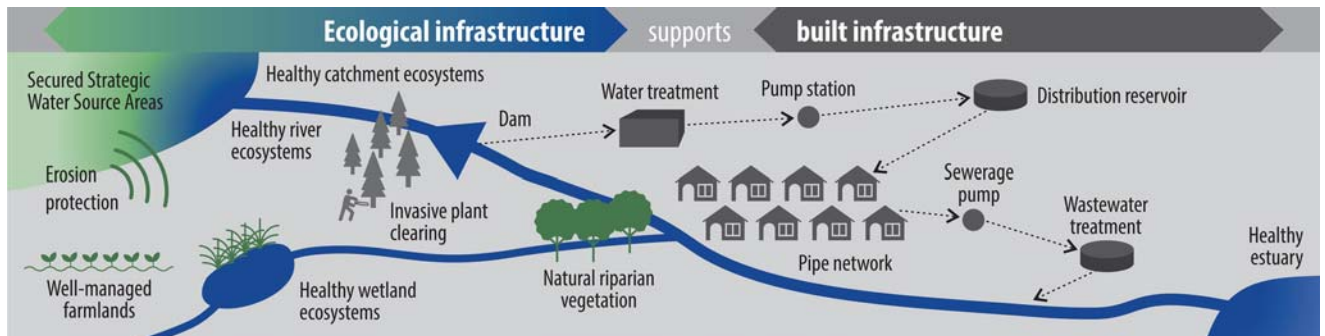 Ecological infrastructure supports built infrastructure
Secured Strategic
Water Source Areas
Healthy catchment ecosystems
Healthy river
ecosystems
Erosion
protection
Invasive plant
clearing
Well-managed
farmlands
Healthy wetland
ecosystems
Natural riparian
vegetation
Dam
Water treatment
Pump station
Distribution reservoir
Sewerage
pump
Wastewater
treatment
Pipe network
Healthy
estuary